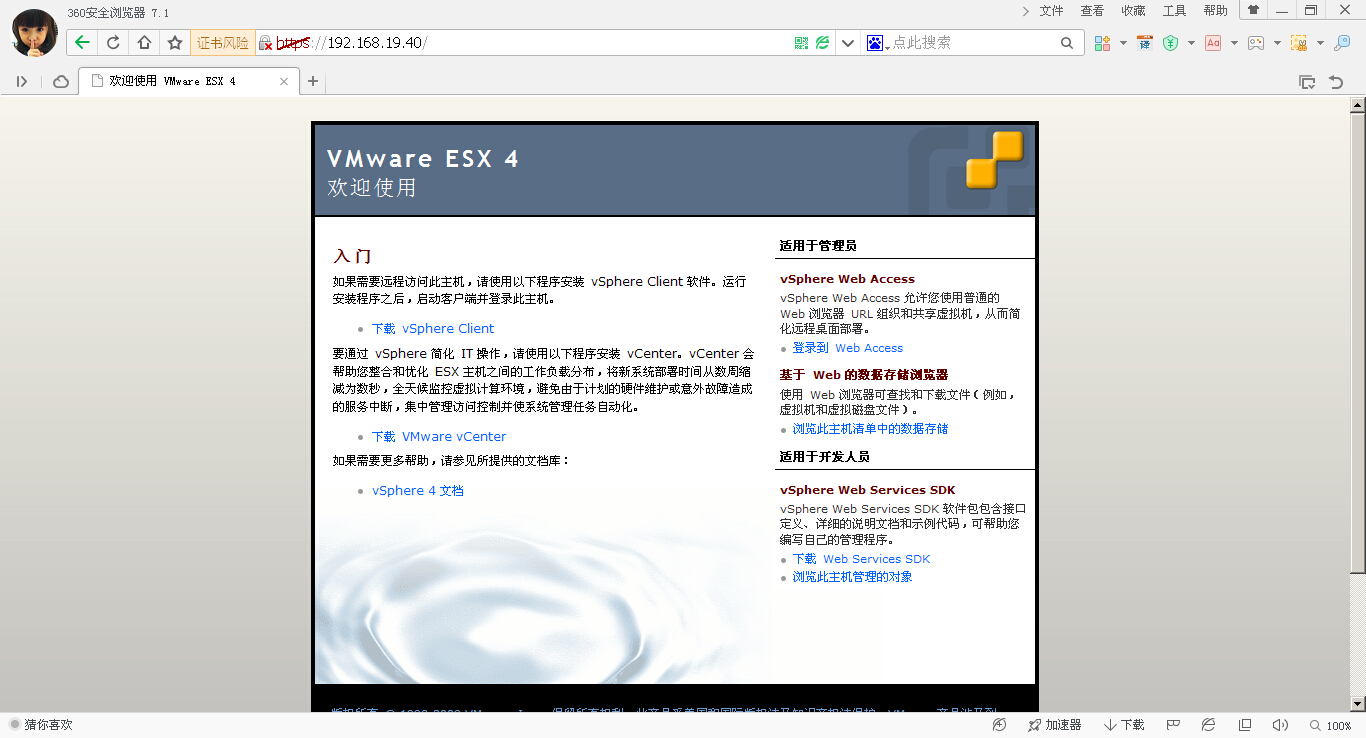 360安全浏览器 7.1
文件 查看 收藏 工具 帮助
证书风险 https://192.168.19.40/
点此搜索
欢迎使用 VMware ESX 4
VMware ESX 4
欢迎使用
入门
如果需要远程访问此主机，请使用以下程序安装 vSphere Client 软件。运行
安装程序之后，启动客户端并登录此主机。
下载 vSphere Client
要通过 vSphere 简化 IT 操作，请使用以下程序安装 vCenter。vCenter 会
帮助您整合和优化 ESX 主机之间的工作负载分布，将新系统部署时间从数周缩
减为数秒，全天候监控虚拟计算环境，避免由于计划的硬件维护或意外故障造成
的服务中断，集中管理访问控制并使系统管理任务自动化。
下载 VMware vCenter
如果需要更多帮助，请参见所提供的文档库：
vSphere 4 文档
适用于管理员
vSphere Web Access
vSphere Web Access 允许您使用普通的
Web 浏览器 URL 组织和共享虚拟机，从而简
化远程桌面部署。
登录到 Web Access
基于 Web 的数据存储浏览器
使用 Web 浏览器可查找和下载文件（例如，
虚拟机和虚拟磁盘文件）。
浏览此主机清单中的数据存储
适用于开发人员
vSphere Web Services SDK
vSphere Web Services SDK 软件包包含接口
定义、详细的说明文档和示例代码，可帮助您
编写自己的管理程序。
下载 Web Services SDK
浏览此主机管理的对象
猜你喜欢
加速器 下载 100%